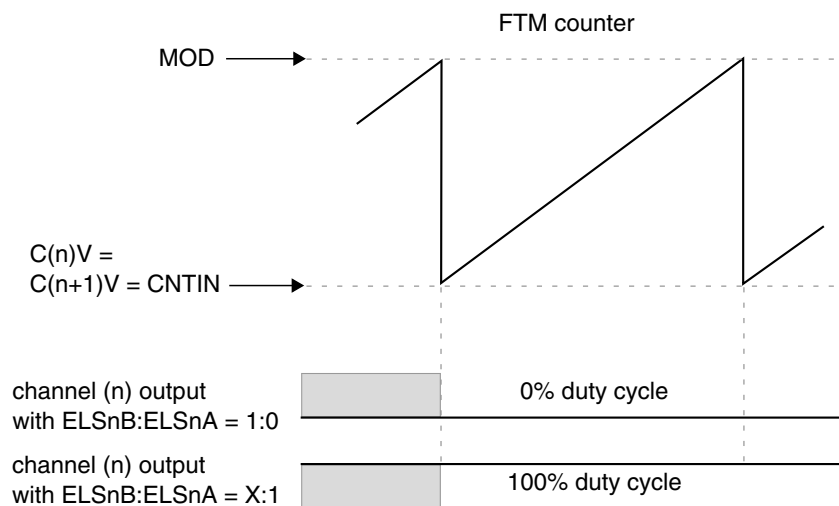 FTM counter
MOD
C(n)V =
C(n+1)V = CNTIN
channel (n) output
with ELSnB:ELSnA = 1:0
0% duty cycle
channel (n) output
with ELSnB:ELSnA = X:1
100% duty cycle